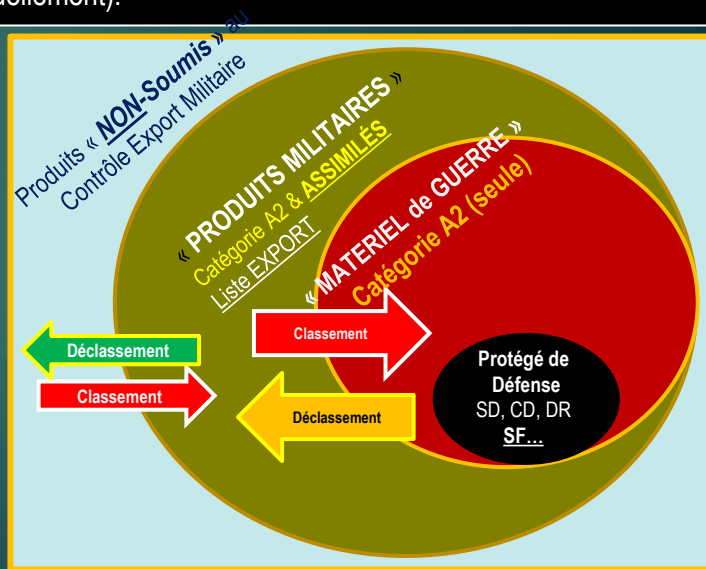 ellement).
Produits « NON-Soumis » au
Contrôle Export Militaire
« PRODUITS MILITAIRES »
Catégorie A2 & ASSIMILÉS
Liste EXPORT
« MATERIEL de GUERRE »
Catégorie A2 (seule)
Classement
Déclassement
Classement
Déclassement
Protégé de
Défense
SD, CD, DR
SF...